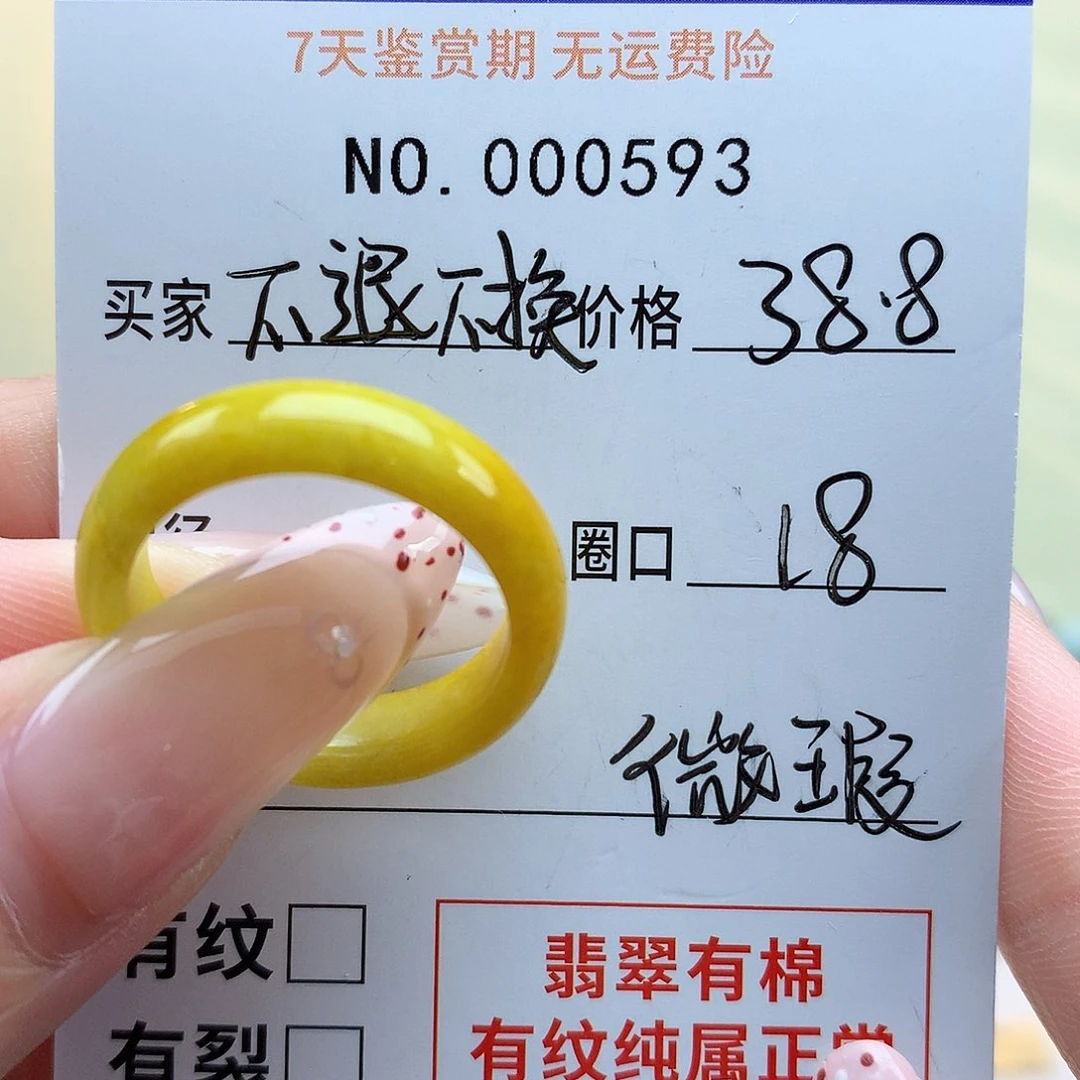 7天鉴赏期 无运费险
NO.000593
买家 不退不换 价格 38.8
圈口 18
微瑕
有纹
翡翠有棉
有裂
有纹纯属正常